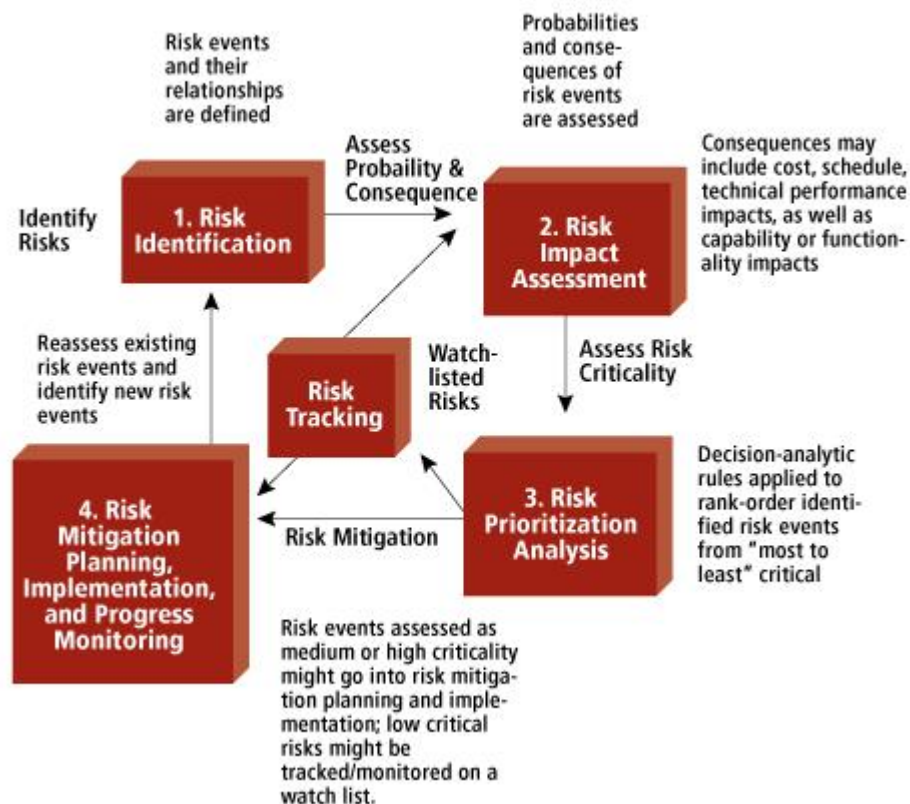 Risk events
and their
relationships
are defined
Probabilities
and conse-
quences of
risk events
are assessed
Assess
Probaility &
Consequence
Consequences may
include cost, schedule,
technical performance
impacts, as well as
capability or function-
ality impacts
Identify
Risks
1. Risk
Identification
2. Risk
Impact
Assessment
Reassess existing
risk events and
identify new risk
events
Risk
Tracking
Watch-
listed
Risks
Assess Risk
Criticality
4. Risk
Mitigation
Planning,
Implementation,
and Progress
Monitoring
Risk Mitigation
3. Risk
Prioritization
Analysis
Decision-analytic
rules applied to
rank-order identi-
fied risk events
from "most to
least" critical
Risk events assessed as
medium or high criticality
might go into risk mitiga-
tion planning and imple-
mentation; low critical
risks might be
tracked/monitored on a
watch list.